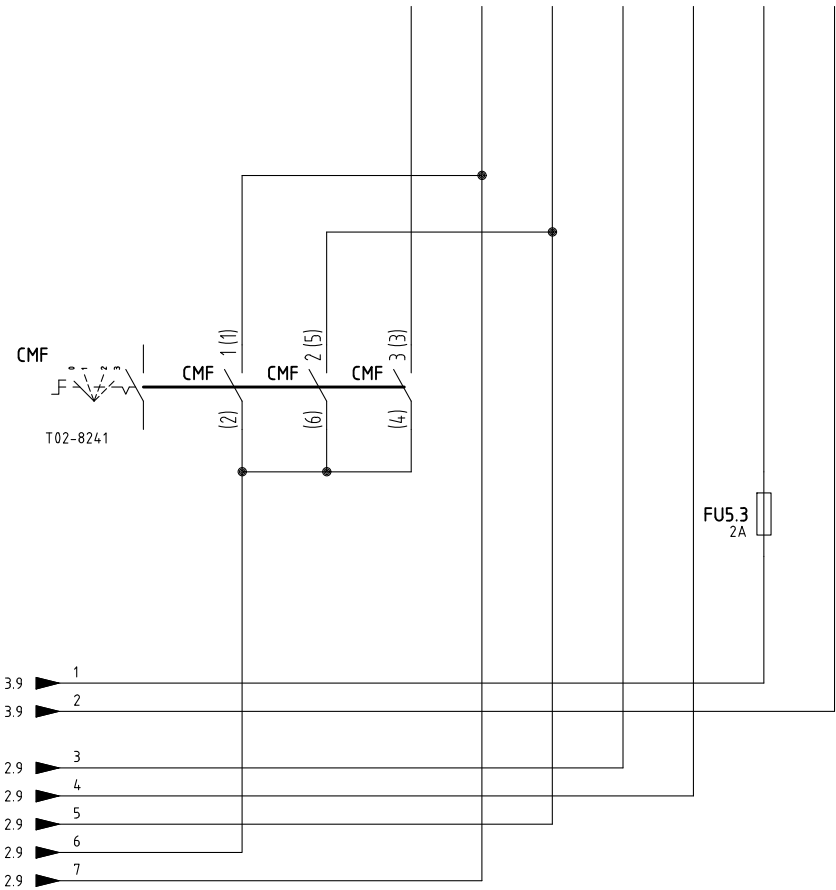 1 (1)
2 (5)
3 (3)
CMF
0 1 2 3
CMF
CMF
CMF
(2)
(6)
(4)
T02-8241
FU5.3
2A
3.9 1
3.9 2
2.9 3
2.9 4
2.9 5
2.9 6
2.9 7